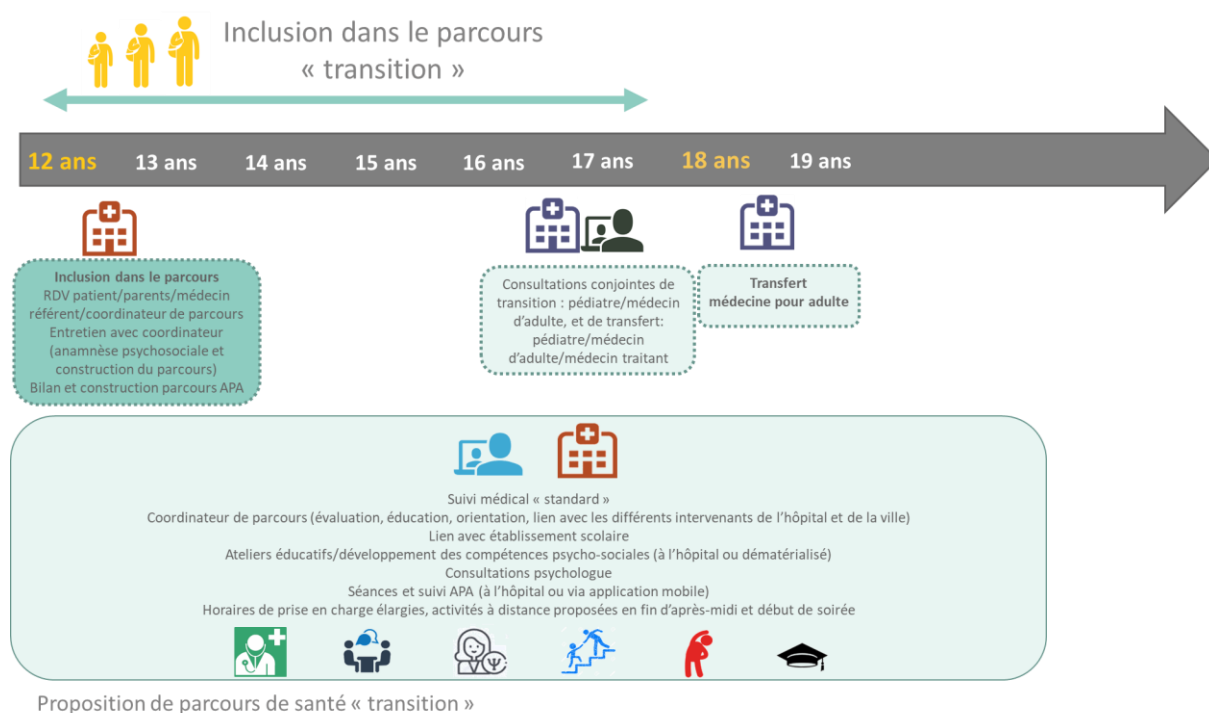 Inclusion dans le parcours
« transition »
12 ans 13 ans 14 ans 15 ans 16 ans 17 ans 18 ans 19 ans
Inclusion dans le parcours
RDV patient/parents/médecin
référent/coordinateur de parcours
Entretien avec coordinateur
(anamnèse psychosociale et
construction du parcours)
Bilan et construction parcours APA
Consultations conjointes de
transition : pédiatre/médecin
d’adulte, et de transfert:
pédiatre/médecin
d’adulte/médecin traitant
Transfert
médecine pour adulte
Suivi médical « standard »
Coordinateur de parcours (évaluation, éducation, orientation, lien avec les différents intervenants de l’hôpital et de la ville)
Lien avec établissement scolaire
Ateliers éducatifs/développement des compétences psycho-sociales (à l’hôpital ou dématérialisé)
Consultations psychologue
Séances et suivi APA (à l’hôpital ou via application mobile)
Horaires de prise en charge élargies, activités à distance proposées en fin d’après-midi et début de soirée
Ψ
Proposition de parcours de santé « transition »